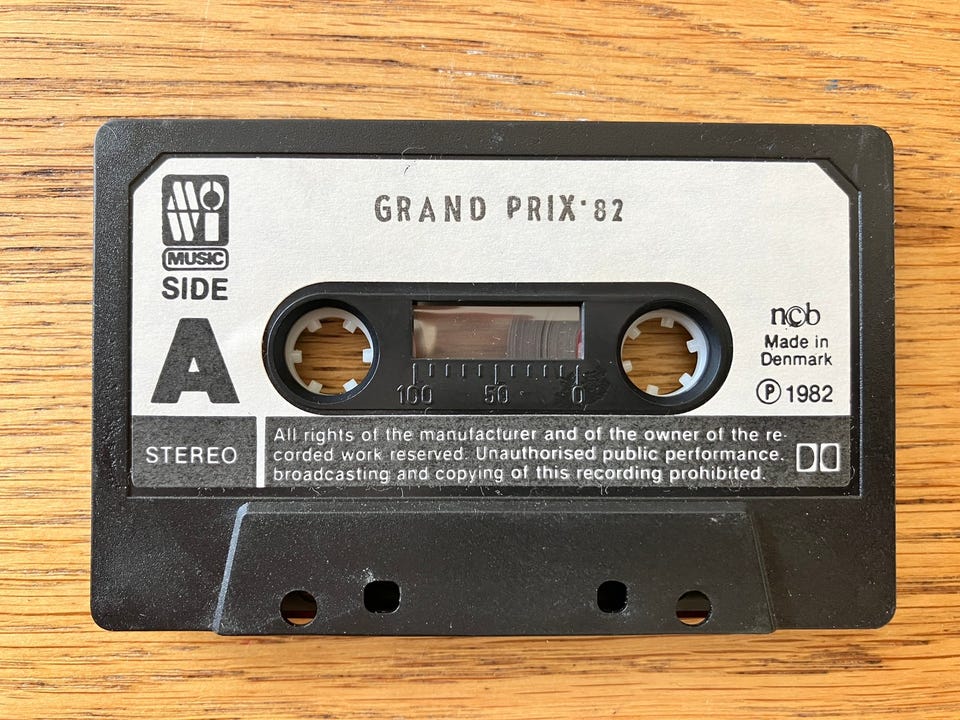 MOWI
MUSIC
SIDE
A
GRAND PRIX'82
100 50 0
ncb
Made in
Denmark
Ⓟ 1982
STEREO
All rights of the manufacturer and of the owner of the re-
corded work reserved. Unauthorised public performance,
broadcasting and copying of this recording prohibited.